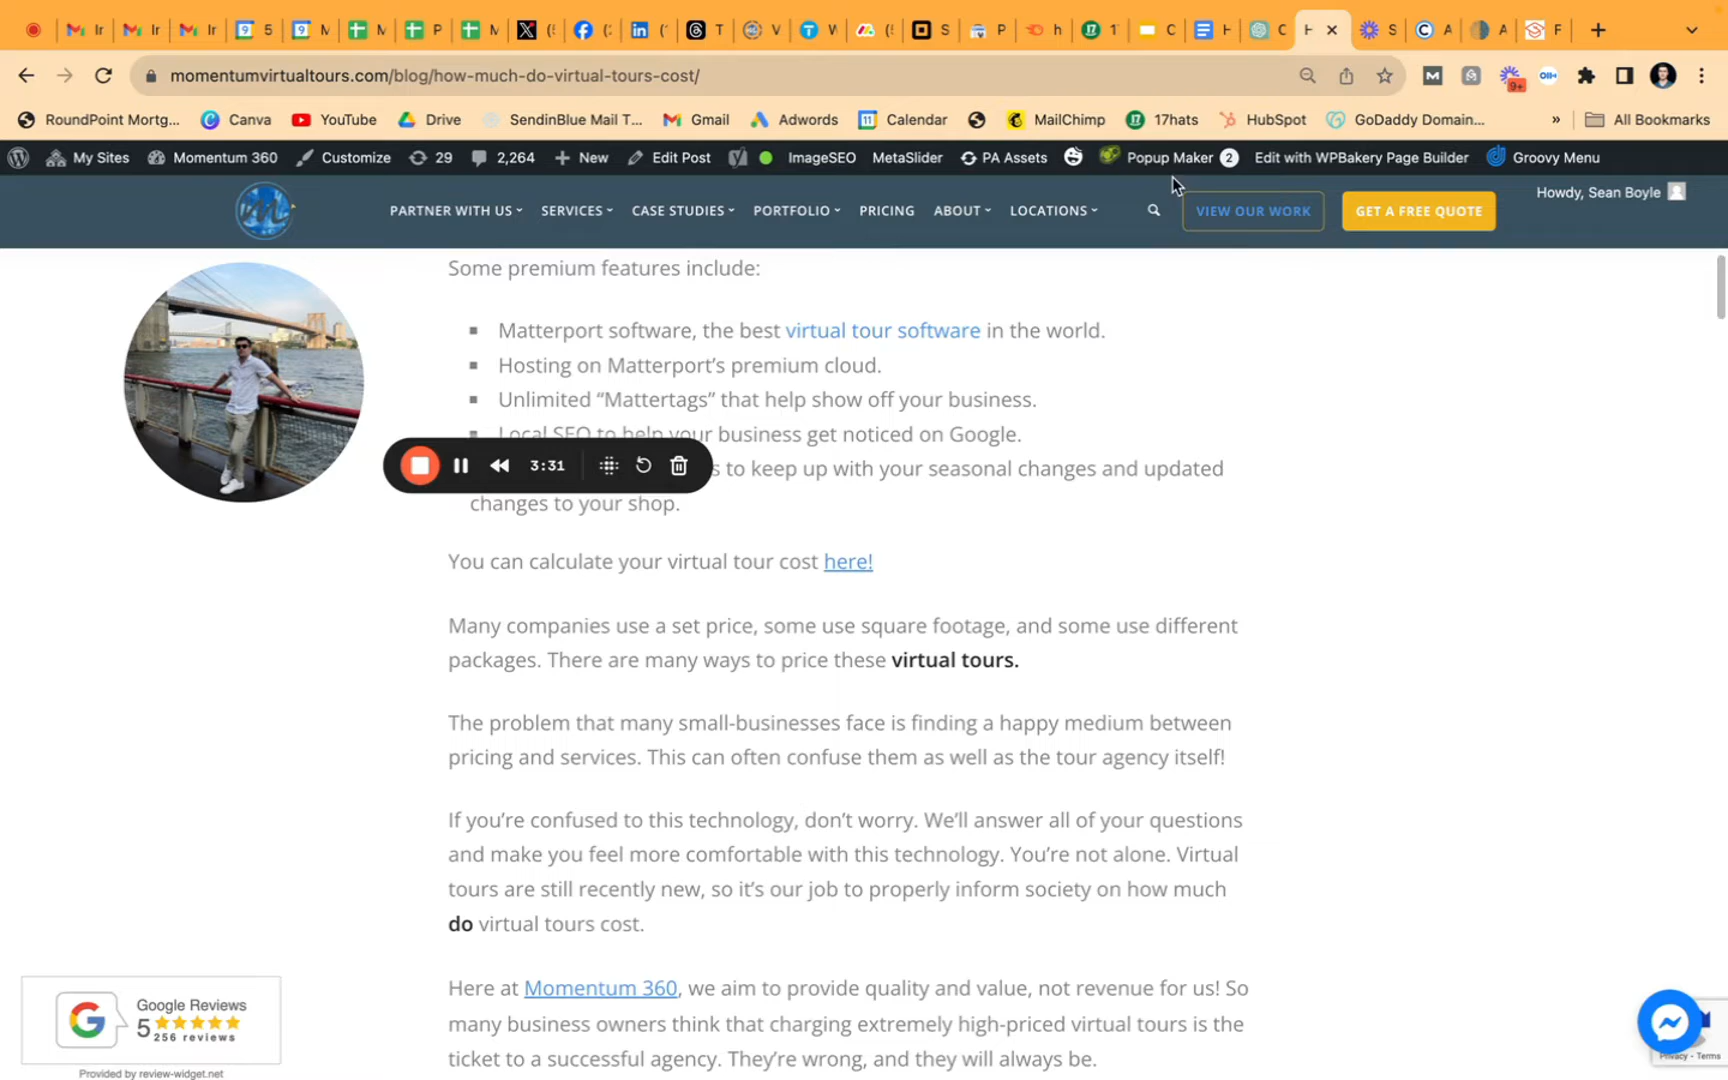 Ir
Ir
Ir
5
M
M
P
M
(5
(2
(1
T
V
W
(5
S
P
h
1
C
H
C
H
S
A
A
F
momentumvirtualtours.com/blog/how-much-do-virtual-tours-cost/
9+
RoundPoint Mortg...
Canva
YouTube
Drive
SendinBlue Mail T...
Gmail
Adwords
Calendar
MailChimp
17hats
HubSpot
GoDaddy Domain...
»
All Bookmarks
My Sites
Momentum 360
Customize
29
2,264
New
Edit Post
ImageSEO
MetaSlider
PA Assets
Popup Maker 2
Edit with WPBakery Page Builder
Groovy Menu
Howdy, Sean Boyle
PARTNER WITH US
SERVICES
CASE STUDIES
PORTFOLIO
PRICING
ABOUT
LOCATIONS
VIEW OUR WORK
GET A FREE QUOTE
Some premium features include:
Matterport software, the best virtual tour software in the world.
Hosting on Matterport’s premium cloud.
Unlimited “Mattertags” that help show off your business.
Local SEO to help your business get noticed on Google.
s to keep up with your seasonal changes and updated
changes to your shop.
3:31
You can calculate your virtual tour cost here!
Many companies use a set price, some use square footage, and some use different
packages. There are many ways to price these virtual tours.
The problem that many small-businesses face is finding a happy medium between
pricing and services. This can often confuse them as well as the tour agency itself!
If you’re confused to this technology, don’t worry. We’ll answer all of your questions
and make you feel more comfortable with this technology. You’re not alone. Virtual
tours are still recently new, so it’s our job to properly inform society on how much
do virtual tours cost.
Here at Momentum 360, we aim to provide quality and value, not revenue for us! So
many business owners think that charging extremely high-priced virtual tours is the
ticket to a successful agency. They’re wrong, and they will always be.
Google Reviews
5
256 reviews
Provided by review-widget.net
Privacy - Terms